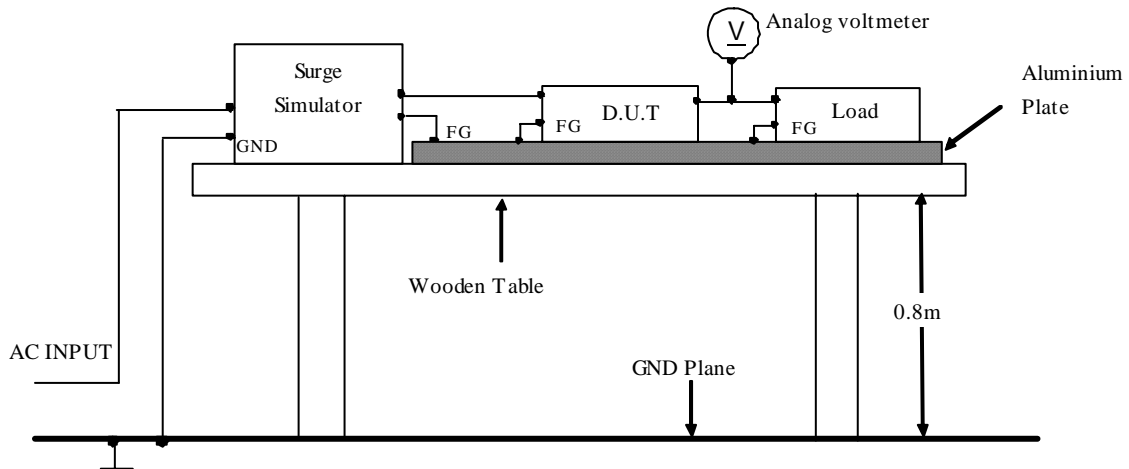 Analog voltmeter
V
Surge
Simulator
Aluminium
Plate
D.U.T
Load
FG
FG
FG
GND
Wooden Table
0.8m
AC INPUT
GND Plane